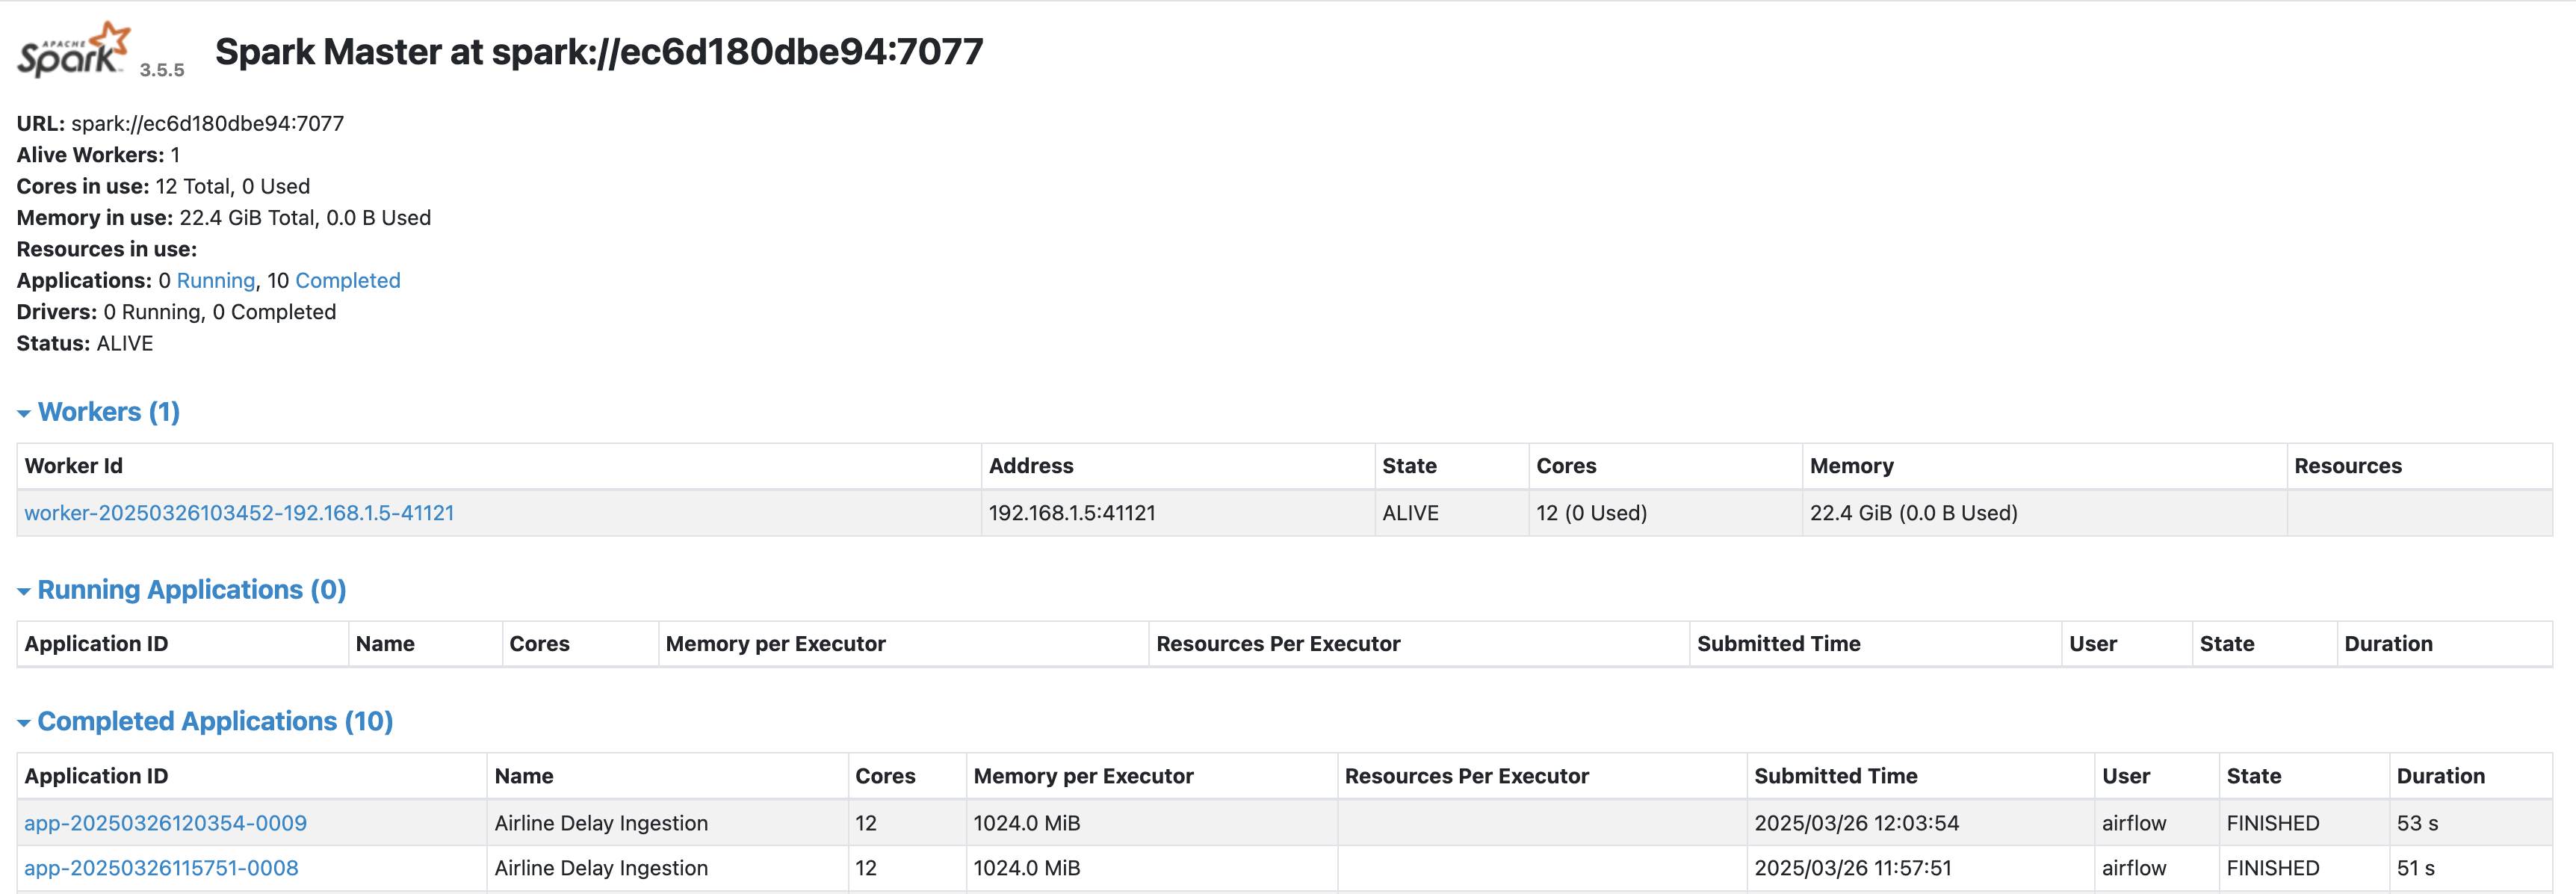 APACHE
Spark™ 3.5.5 Spark Master at spark://ec6d180dbe94:7077
URL: spark://ec6d180dbe94:7077
Alive Workers: 1
Cores in use: 12 Total, 0 Used
Memory in use: 22.4 GiB Total, 0.0 B Used
Resources in use:
Applications: 0 Running, 10 Completed
Drivers: 0 Running, 0 Completed
Status: ALIVE
Workers (1)
Worker Id Address State Cores Memory Resources
worker-20250326103452-192.168.1.5-41121 192.168.1.5:41121 ALIVE 12 (0 Used) 22.4 GiB (0.0 B Used)
Running Applications (0)
Application ID Name Cores Memory per Executor Resources Per Executor Submitted Time User State Duration
Completed Applications (10)
Application ID Name Cores Memory per Executor Resources Per Executor Submitted Time User State Duration
app-20250326120354-0009 Airline Delay Ingestion 12 1024.0 MiB 2025/03/26 12:03:54 airflow FINISHED 53 s
app-20250326115751-0008 Airline Delay Ingestion 12 1024.0 MiB 2025/03/26 11:57:51 airflow FINISHED 51 s